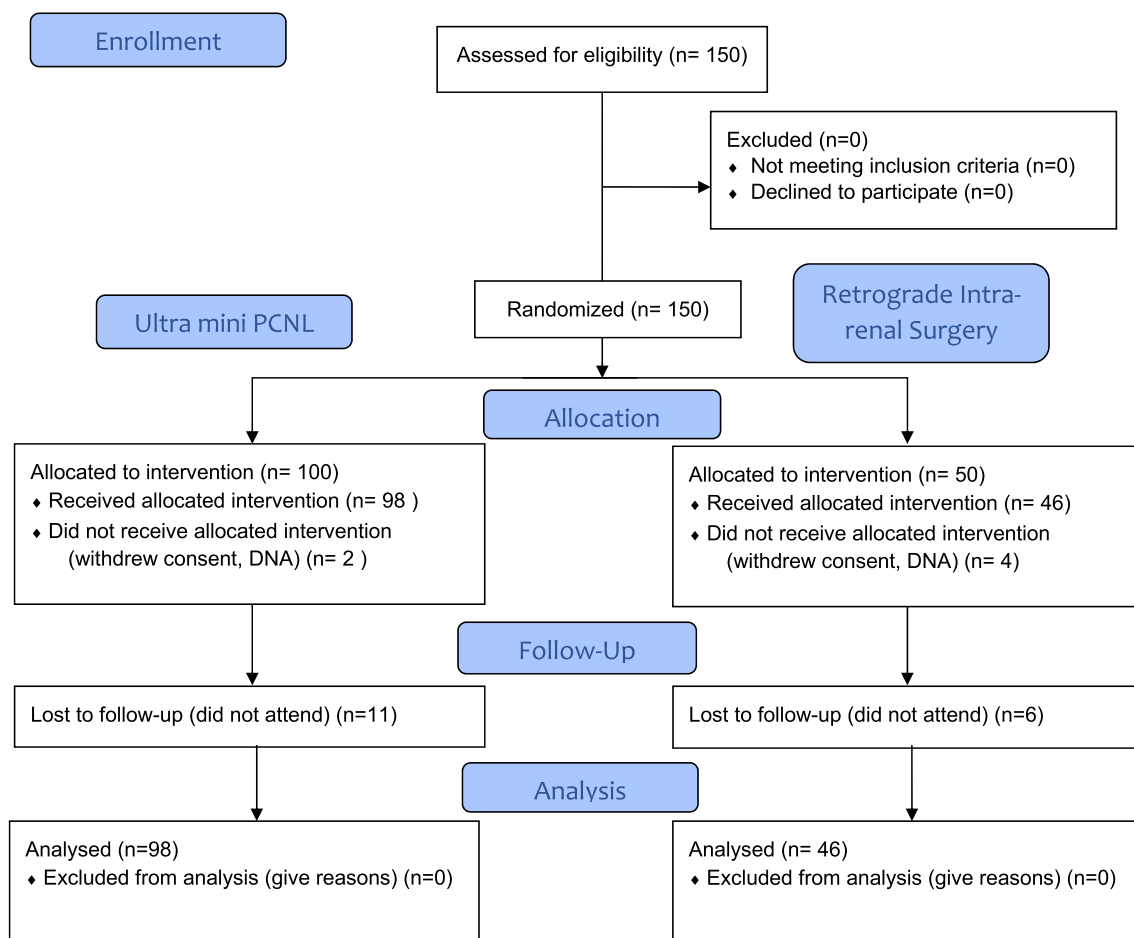 Enrollment
Assessed for eligibility (n= 150)
Excluded (n=0)
♦ Not meeting inclusion criteria (n=0)
♦ Declined to participate (n=0)
Randomized (n= 150)
Ultra mini PCNL
Retrograde Intra-
renal Surgery
Allocation
Allocated to intervention (n= 100)
♦ Received allocated intervention (n= 98 )
♦ Did not receive allocated intervention
(withdrew consent, DNA) (n= 2 )
Allocated to intervention (n= 50)
♦ Received allocated intervention (n= 46)
♦ Did not receive allocated intervention
(withdrew consent, DNA) (n= 4)
Follow-Up
Lost to follow-up (did not attend) (n=11)
Lost to follow-up (did not attend) (n=6)
Analysis
Analysed (n=98)
♦ Excluded from analysis (give reasons) (n=0)
Analysed (n= 46)
♦ Excluded from analysis (give reasons) (n=0)